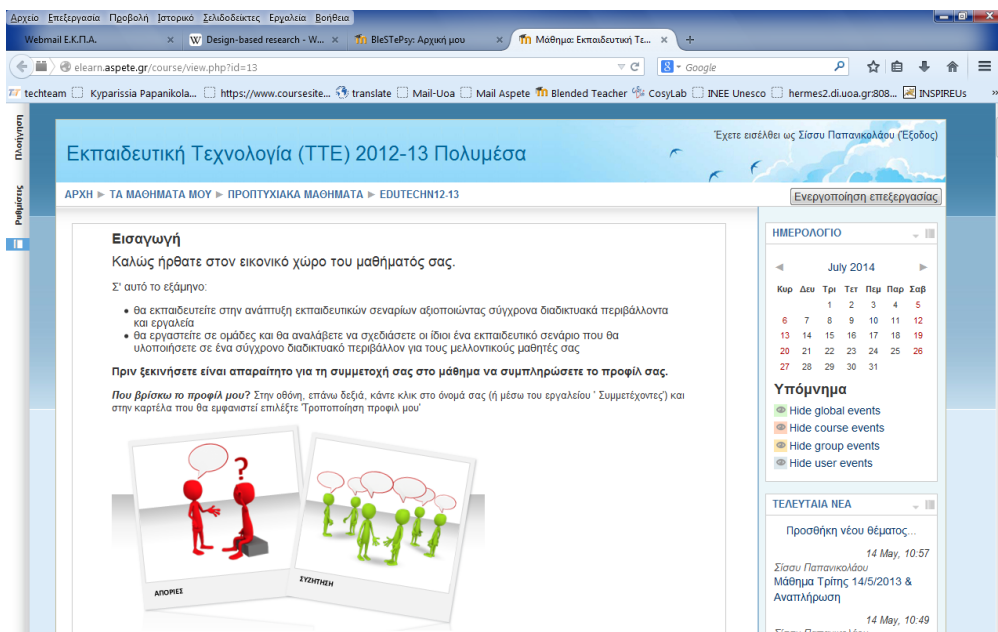 Αρχείο Επεξεργασία Προβολή Ιστορικό Σελιδοδείκτες Εργαλεία Βοήθεια
Webmail Ε.Κ.Π.Α. × W Design-based research - W... × BleSTePsy: Αρχική μου × Μάθημα: Εκπαιδευτική Τε... × +
elearn.aspete.gr/course/view.php?id=13 Google
techteam Kyparissia Papanikola... https://www.coursesite... translate Mail-Uoa Mail Aspete Blended Teacher CosyLab INEE Unesco hermes2.di.uoa.gr:808... INSPIREUs »
Πλοήγηση
Ρυθμίσεις
Έχετε εισέλθει ως Σίσσυ Παπανικολάου (Έξοδος)
Εκπαιδευτική Τεχνολογία (ΤΤΕ) 2012-13 Πολυμέσα
ΑΡΧΗ ► ΤΑ ΜΑΘΗΜΑΤΑ ΜΟΥ ► ΠΡΟΠΤΥΧΙΑΚΑ ΜΑΘΗΜΑΤΑ ► EDUTECHN12-13
Ενεργοποίηση επεξεργασίας
Εισαγωγή
Καλώς ήρθατε στον εικονικό χώρο του μαθήματός σας.
Σ' αυτό το εξάμηνο:
• θα εκπαιδευτείτε στην ανάπτυξη εκπαιδευτικών σεναρίων αξιοποιώντας σύγχρονα διαδικτυακά περιβάλλοντα
και εργαλεία
• θα εργαστείτε σε ομάδες και θα αναλάβετε να σχεδιάσετε οι ίδιοι ένα εκπαιδευτικό σενάριο που θα
υλοποιήσετε σε ένα σύγχρονο διαδικτυακό περιβάλλον για τους μελλοντικούς μαθητές σας
Πριν ξεκινήσετε είναι απαραίτητο για τη συμμετοχή σας στο μάθημα να συμπληρώσετε το προφίλ σας.
Που βρίσκω το προφίλ μου? Στην οθόνη, επάνω δεξιά, κάντε κλικ στο όνομά σας (ή μέσω του εργαλείου ' Συμμετέχοντες') και
στην καρτέλα που θα εμφανιστεί επιλέξτε 'Τροποποίηση προφιλ μου'
?
ΑΠΟΡΙΕΣ
ΣΥΖΗΤΗΣΗ
ΗΜΕΡΟΛΟΓΙΟ
◄ July 2014 ►
Κυρ Δευ Τρι Τετ Πεμ Παρ Σαβ
1 2 3 4 5
6 7 8 9 10 11 12
13 14 15 16 17 18 19
20 21 22 23 24 25 26
27 28 29 30 31
Υπόμνημα
Hide global events
Hide course events
Hide group events
Hide user events
ΤΕΛΕΥΤΑΙΑ ΝΕΑ
Προσθήκη νέου θέματος...
14 May, 10:57
Σίσσυ Παπανικολάου
Μάθημα Τρίτης 14/5/2013 &
Αναπλήρωση
14 May, 10:49